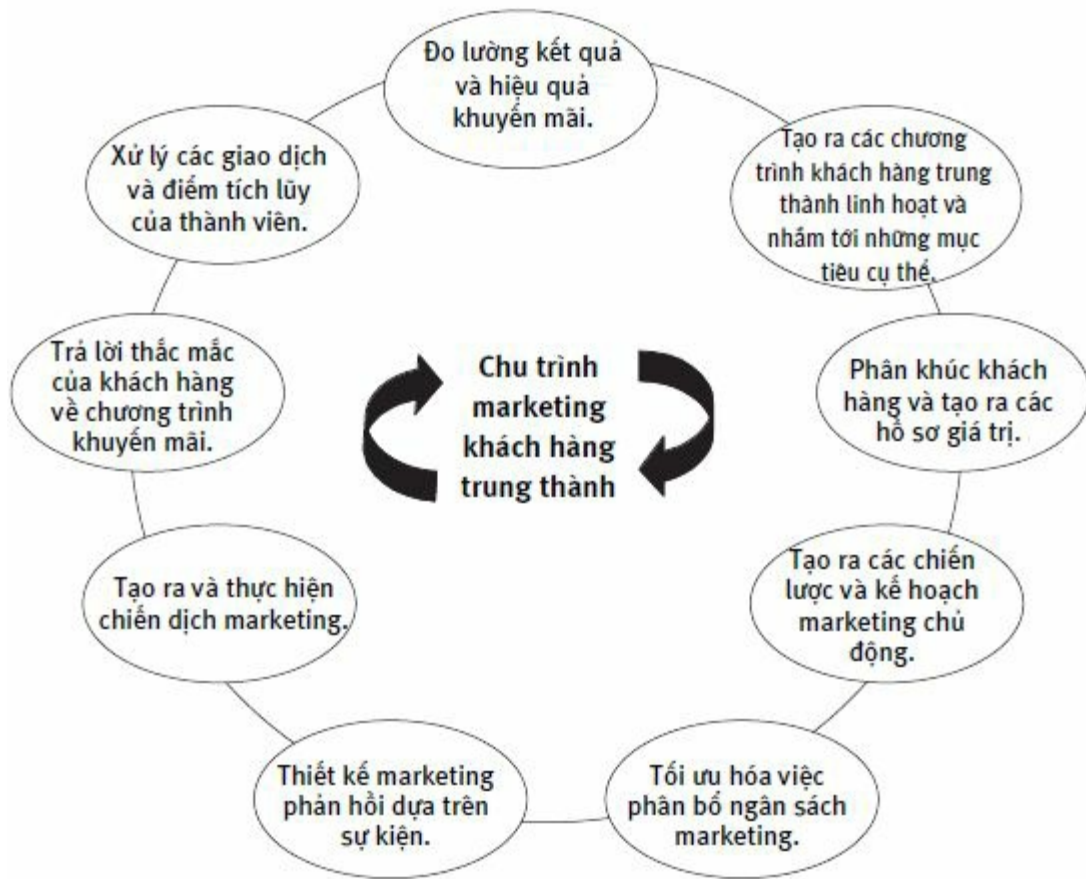 Đo lường kết quả
và hiệu quả
khuyến mãi.
Tạo ra các chương
trình khách hàng trung
thành linh hoạt và
nhắm tới những mục
tiêu cụ thể.
Phân khúc khách
hàng và tạo ra các
hồ sơ giá trị.
Tạo ra các chiến
lược và kế hoạch
marketing chủ
động.
Tối ưu hóa việc
phân bổ ngân sách
marketing.
Thiết kế marketing
phản hồi dựa trên
sự kiện.
Tạo ra và thực hiện
chiến dịch marketing.
Trả lời thắc mắc
của khách hàng
về chương trình
khuyến mãi.
Xử lý các giao dịch
và điểm tích lũy
của thành viên.
Chu trình
marketing
khách hàng
trung thành